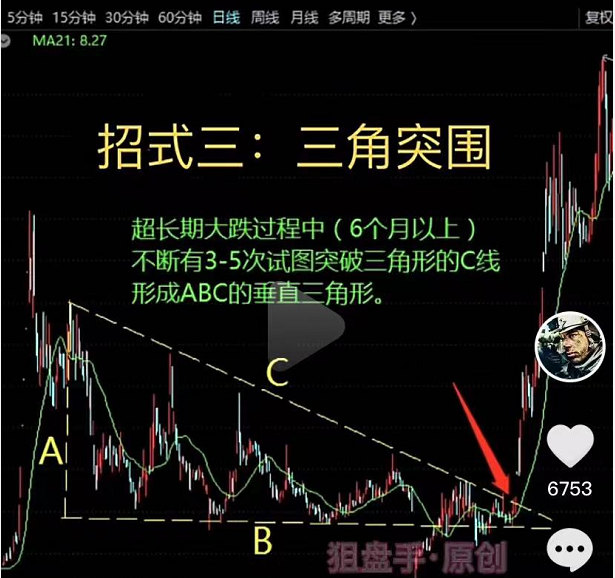 5分钟 15分钟 30分钟 60分钟 日线 周线 月线 多周期 更多 〉 复权
MA21: 8.27
招式三：三角突围
超长期大跌过程中（6个月以上）
不断有3-5次试图突破三角形的C线
形成ABC的垂直三角形。
C
A
6753
B
狙盘手·原创